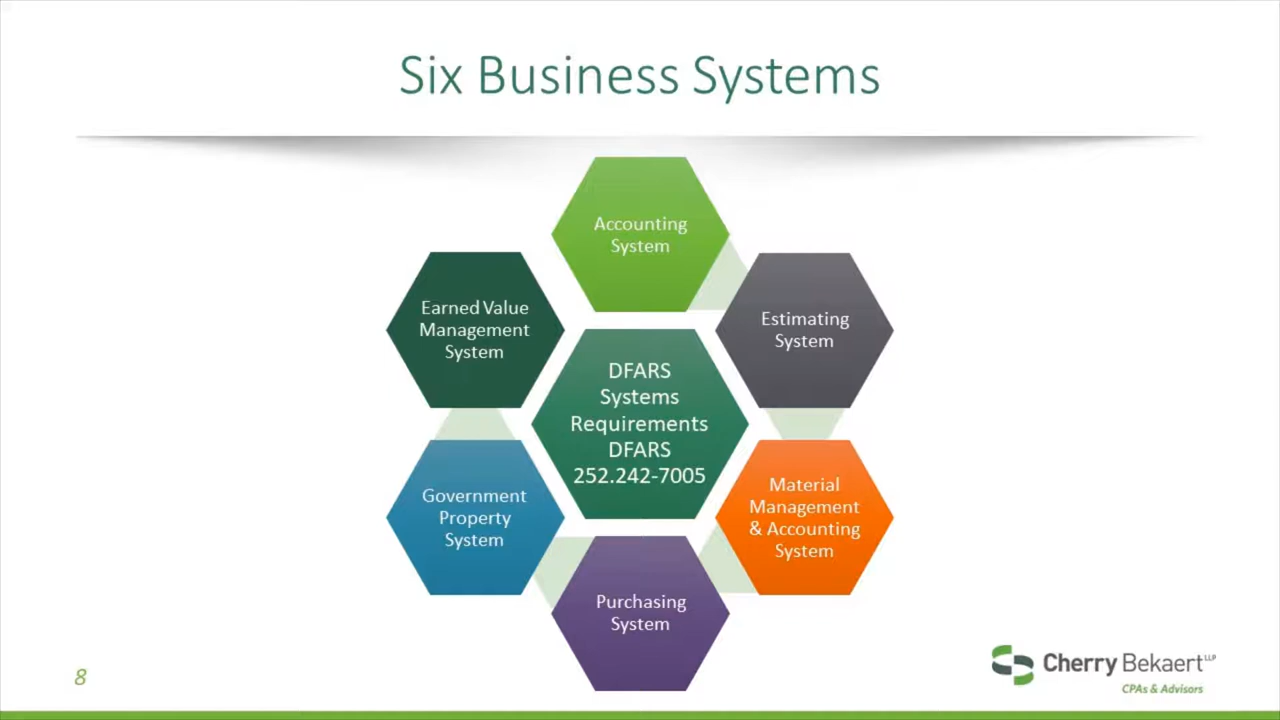 Six Business Systems
Accounting
System
Estimating
System
Material
Management
& Accounting
System
Purchasing
System
Government
Property
System
Earned Value
Management
System
DFARS
Systems
Requirements
DFARS
252.242-7005
8
Cherry Bekaert LLP
CPAs & Advisors